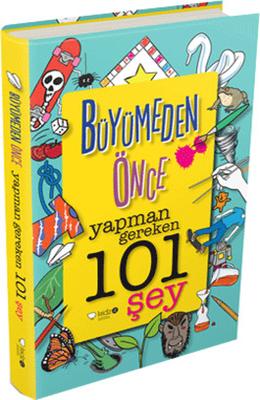 BÜYÜMEDEN
ÖNCE
yapman
gereken
101
şey
BÜYÜMEDEN ÖNCE yapman gereken 101 şey